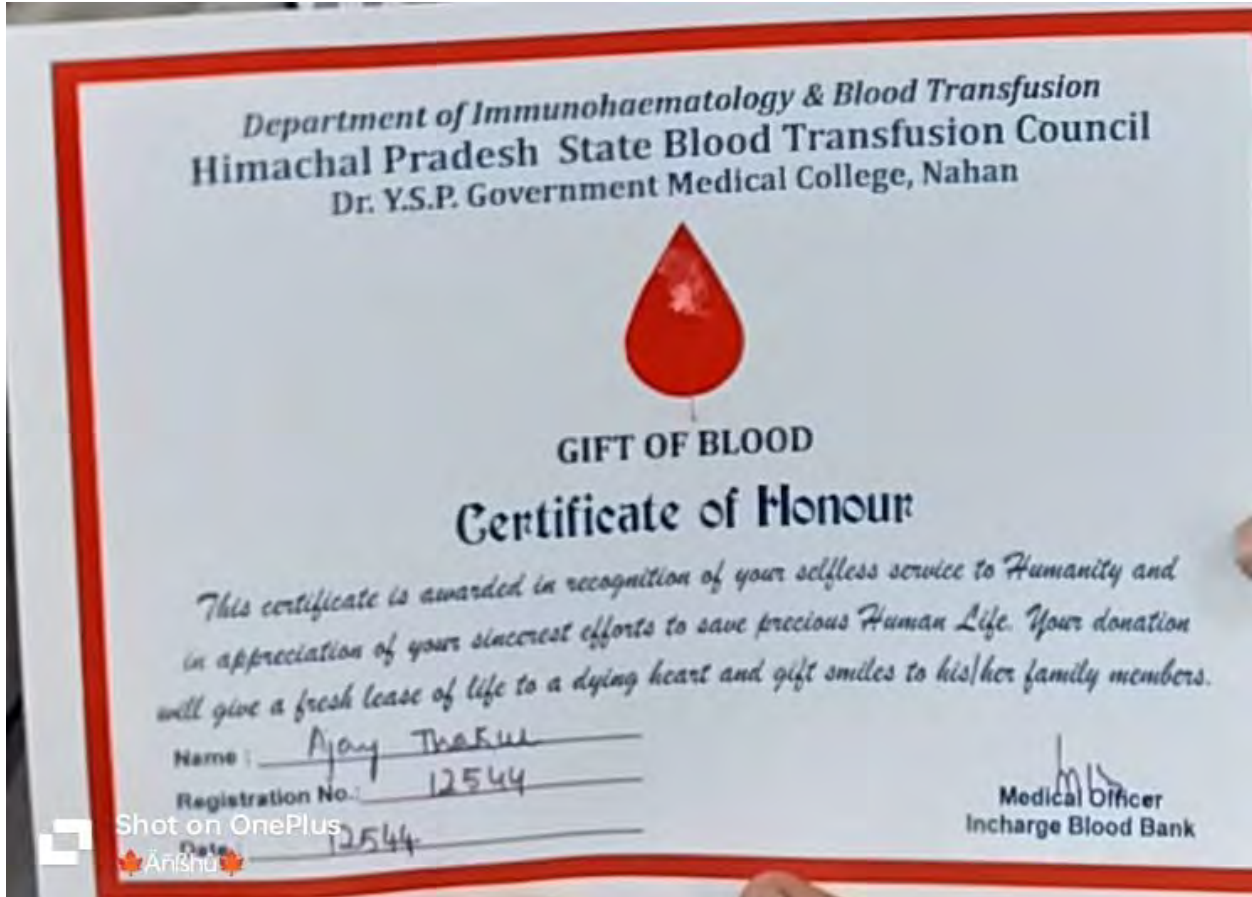 Department of Immunohaematology & Blood Transfusion
Himachal Pradesh State Blood Transfusion Council
Dr. Y.S.P. Government Medical College, Nahan
GIFT OF BLOOD
Certificate of Honour
This certificate is awarded in recognition of your selfless service to Humanity and
in appreciation of your sincerest efforts to save precious Human Life. Your donation
will give a fresh lease of life to a dying heart and gift smiles to his/her family members.
Name : Ajay Thakur
Registration No.: 12544
Date : 12544
Medical Officer
Incharge Blood Bank
Shot on OnePlus
🍁Äñßhû🍁